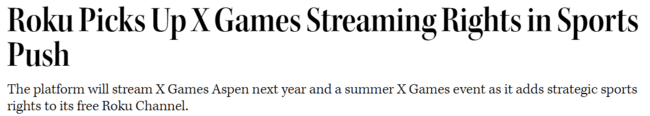 Roku Picks Up X Games Streaming Rights in Sports
Push
The platform will stream X Games Aspen next year and a summer X Games event as it adds strategic sports
rights to its free Roku Channel.